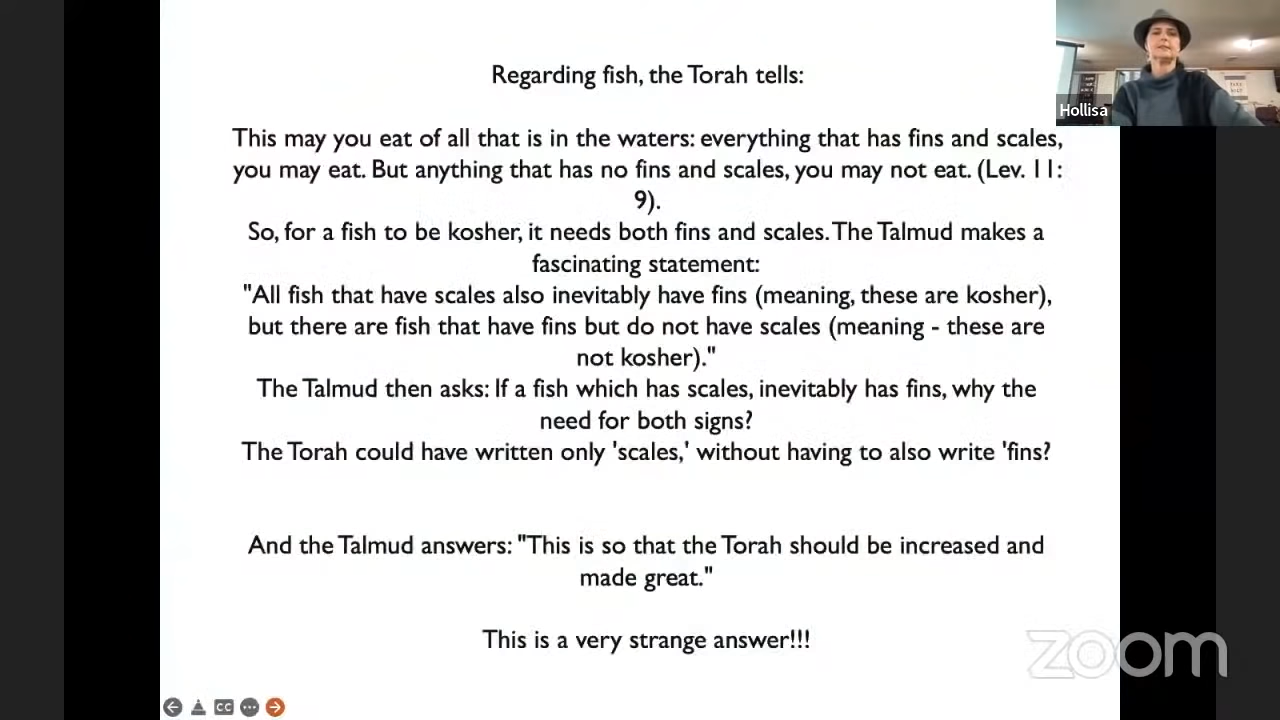 Regarding fish, the Torah tells:
This may you eat of all that is in the waters: everything that has fins and scales,
you may eat. But anything that has no fins and scales, you may not eat. (Lev. 11:
9).
So, for a fish to be kosher, it needs both fins and scales. The Talmud makes a
fascinating statement:
"All fish that have scales also inevitably have fins (meaning, these are kosher),
but there are fish that have fins but do not have scales (meaning - these are
not kosher)."
The Talmud then asks: If a fish which has scales, inevitably has fins, why the
need for both signs?
The Torah could have written only 'scales,' without having to also write 'fins?
And the Talmud answers: "This is so that the Torah should be increased and
made great."
This is a very strange answer!!!
Hollisa
zoom
CC